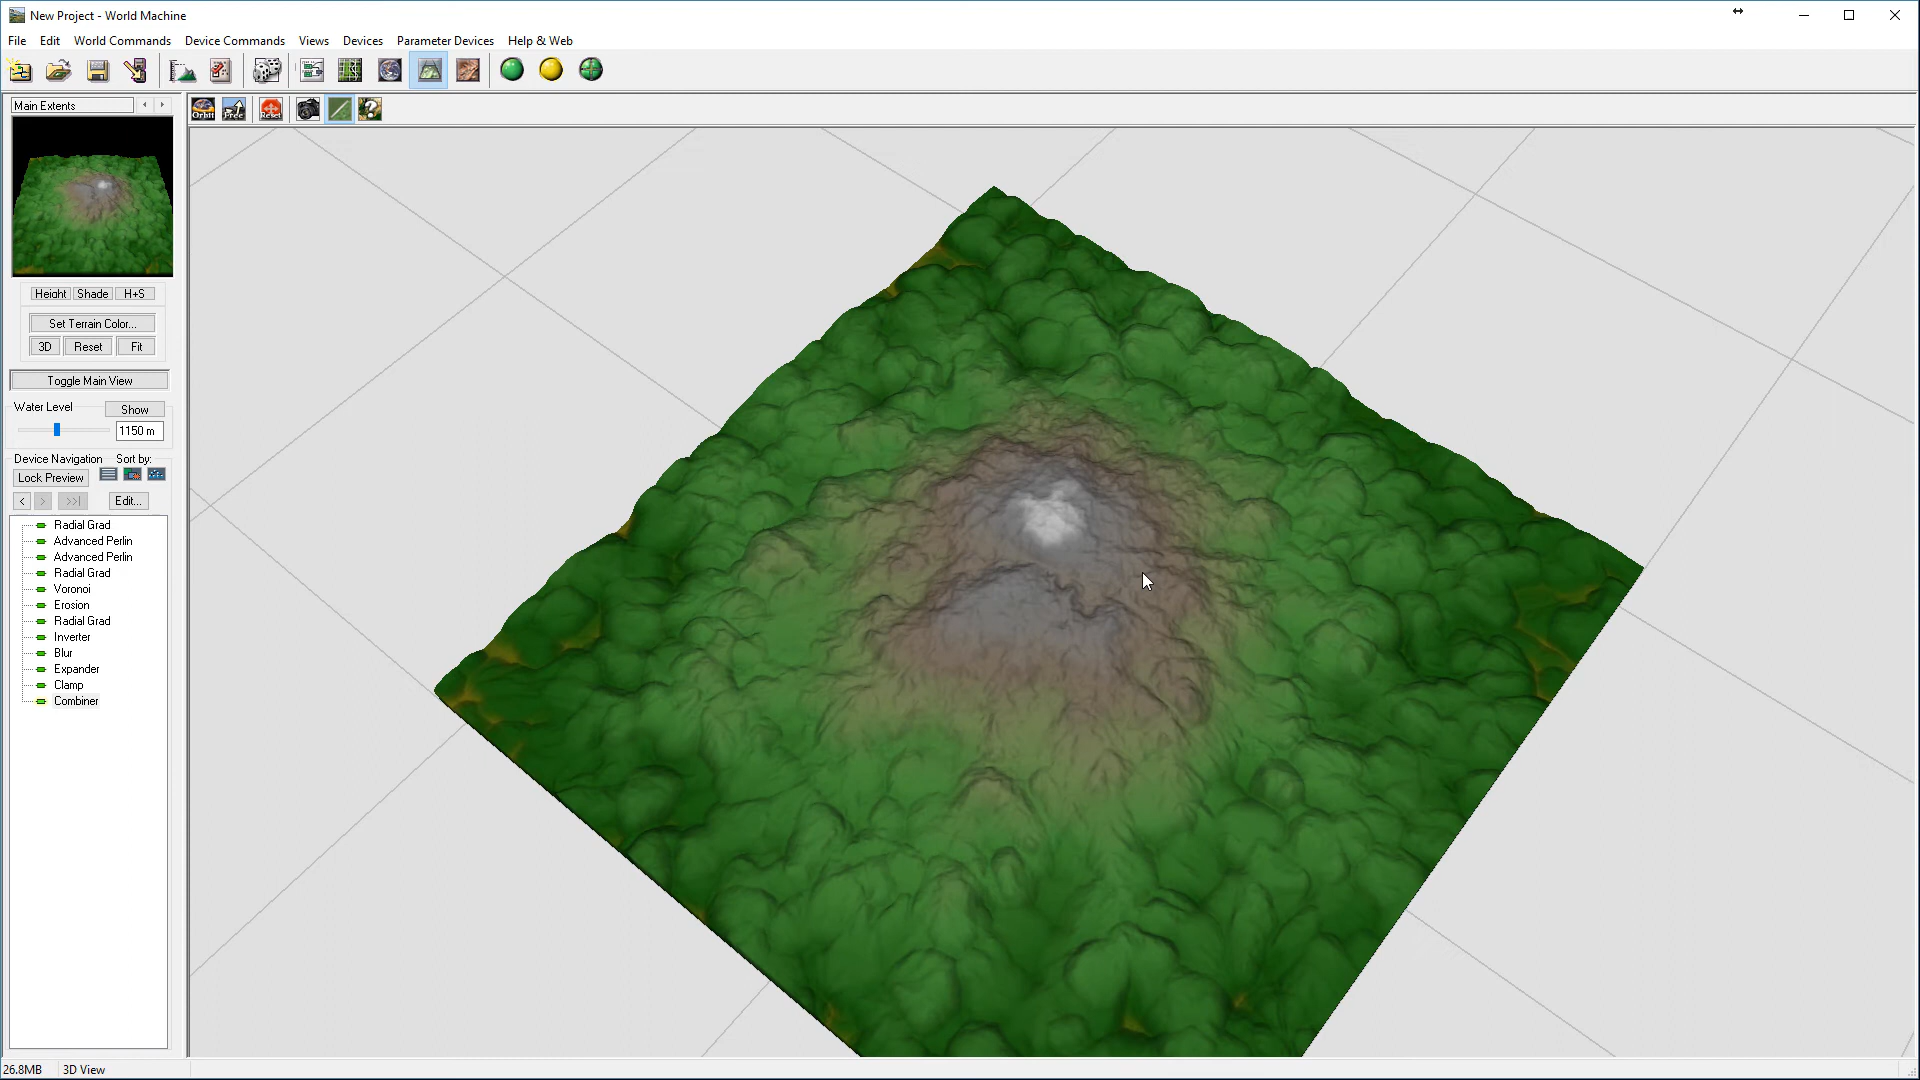 New Project - World Machine
File Edit World Commands Device Commands Views Devices Parameter Devices Help & Web
Main Extents
Orbit Free Reset
Height Shade H+S
Set Terrain Color...
3D Reset Fit
Toggle Main View
Water Level Show
1150 m
Device Navigation Sort by:
Lock Preview
< > >>| Edit...
Radial Grad
Advanced Perlin
Advanced Perlin
Radial Grad
Voronoi
Erosion
Radial Grad
Inverter
Blur
Expander
Clamp
Combiner
26.8MB 3D View